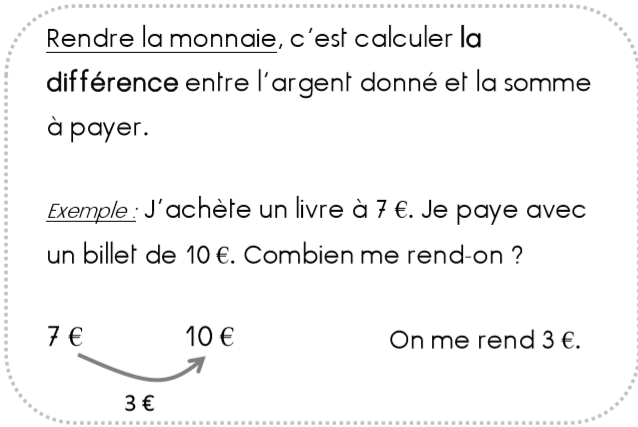 Rendre la monnaie, c'est calculer la
différence entre l'argent donné et la somme
à payer.
Exemple : J'achète un livre à 7 €. Je paye avec
un billet de 10 €. Combien me rend-on ?
7 € 10 € On me rend 3 €.
3 €